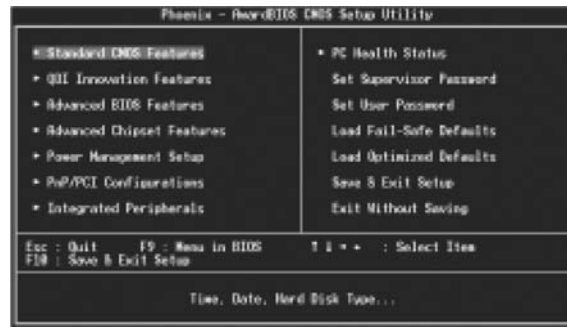 Phoenix - AwardBIOS CMOS Setup Utility
▸ Standard CMOS Features
▸ QDI Innovation Features
▸ Advanced BIOS Features
▸ Advanced Chipset Features
▸ Power Management Setup
▸ PnP/PCI Configurations
▸ Integrated Peripherals
▸ PC Health Status
Set Supervisor Password
Set User Password
Load Fail-Safe Defaults
Load Optimized Defaults
Save & Exit Setup
Exit Without Saving
Esc : Quit F9 : Menu in BIOS ↑ ↓ → ← : Select Item
F10 : Save & Exit Setup
Time, Date, Hard Disk Type...